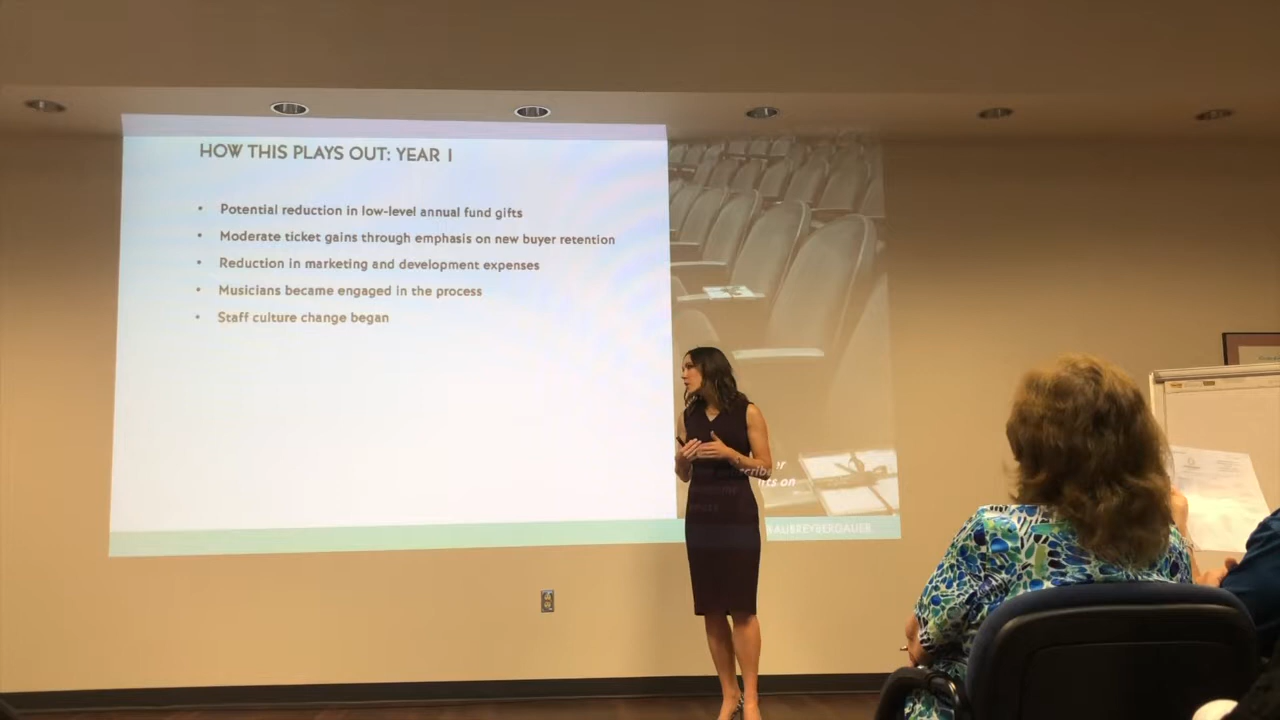 HOW THIS PLAYS OUT: YEAR 1
• Potential reduction in low-level annual fund gifts
• Moderate ticket gains through emphasis on new buyer retention
• Reduction in marketing and development expenses
• Musicians became engaged in the process
• Staff culture change began
on
AUBREYBERGAUER